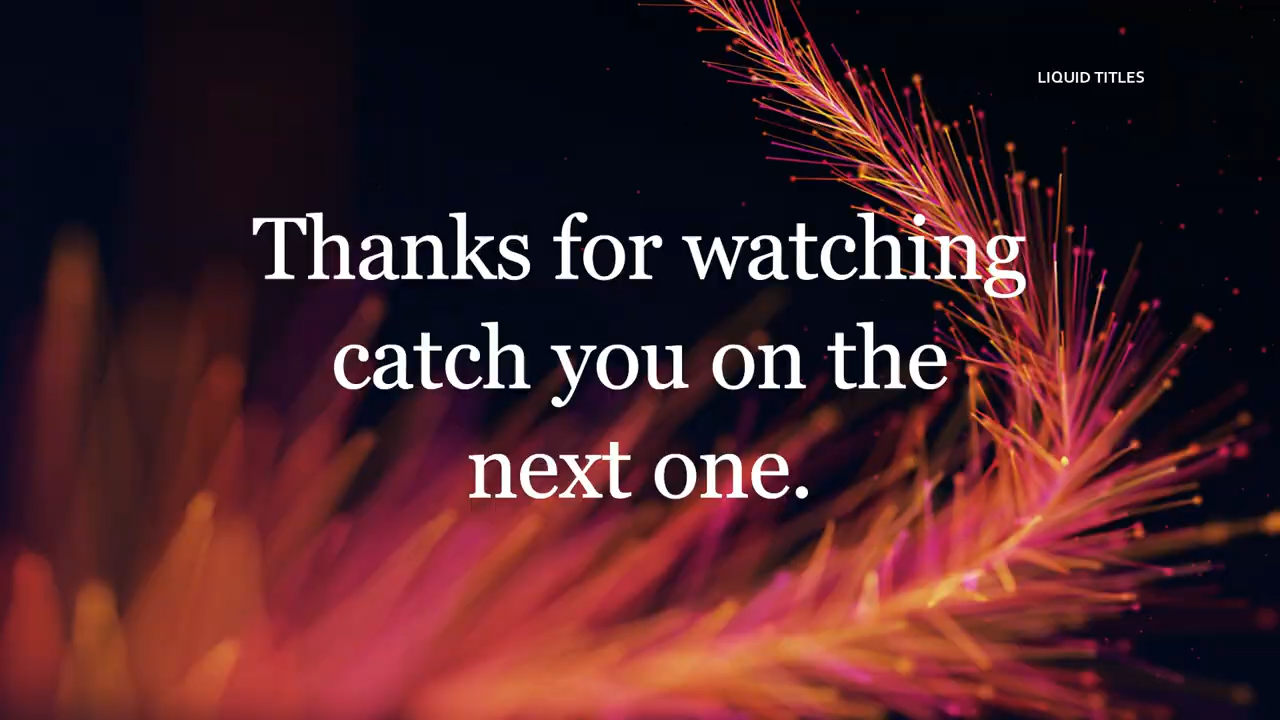 LIQUID TITLES
Thanks for watching
catch you on the
next one.